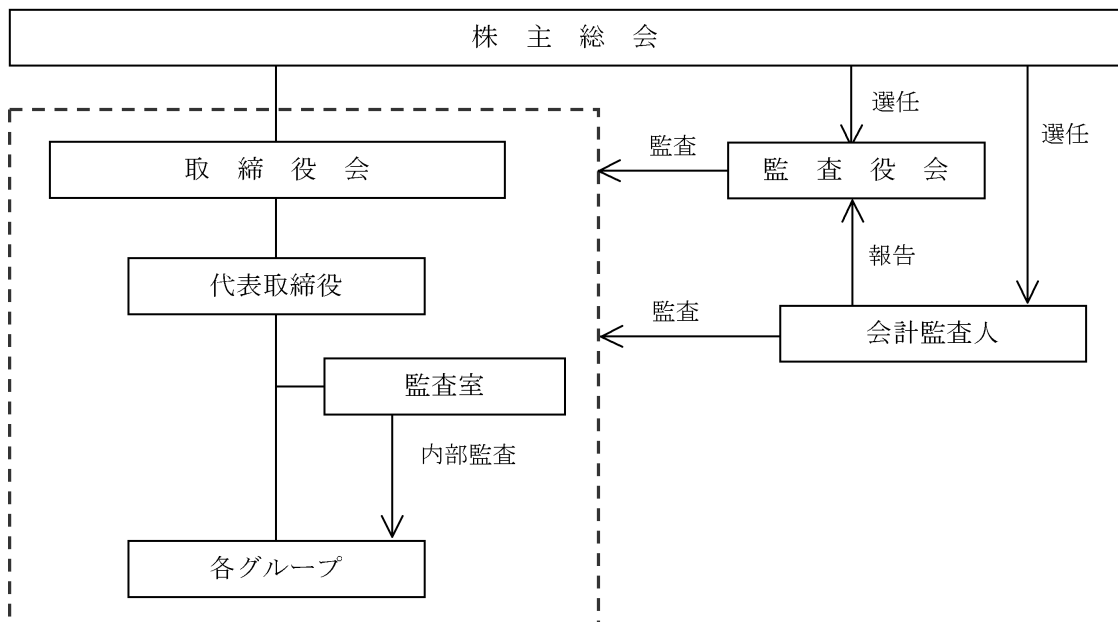 株 主 総 会
選任
選任
監査
取 締 役 会
監 査 役 会
報告
代表取締役
監査
会計監査人
監査室
内部監査
各グループ